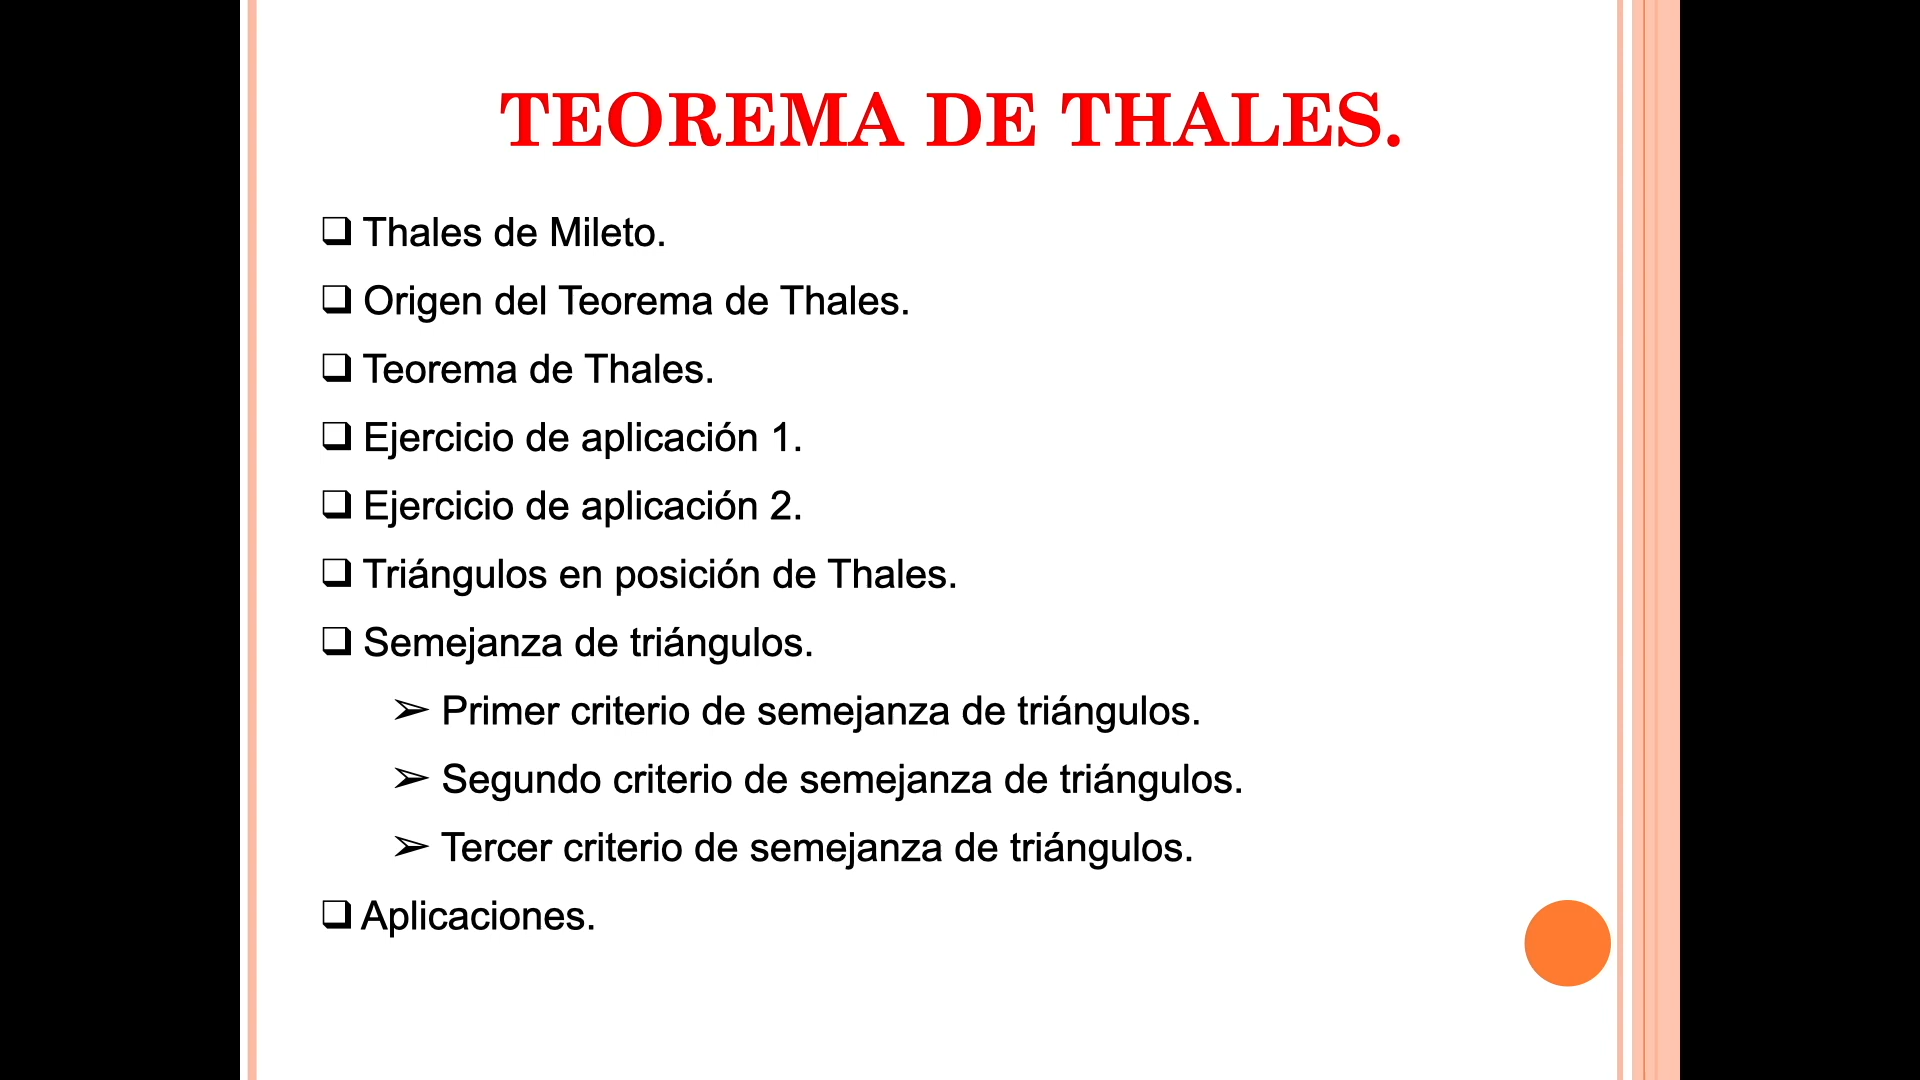 TEOREMA DE THALES.
❑ Thales de Mileto.
❑ Origen del Teorema de Thales.
❑ Teorema de Thales.
❑ Ejercicio de aplicación 1.
❑ Ejercicio de aplicación 2.
❑ Triángulos en posición de Thales.
❑ Semejanza de triángulos.
➢ Primer criterio de semejanza de triángulos.
➢ Segundo criterio de semejanza de triángulos.
➢ Tercer criterio de semejanza de triángulos.
❑ Aplicaciones.